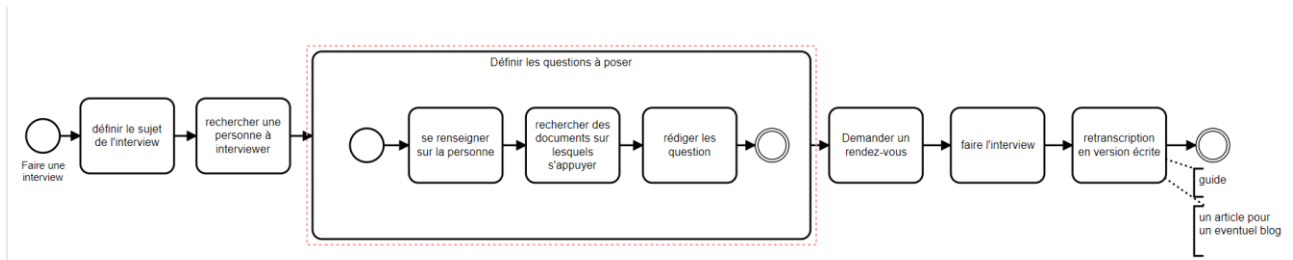 Définir les questions à poser
Faire une
interview
définir le sujet
de l'interview
rechercher une
personne à
interviewer
se renseigner
sur la personne
rechercher des
documents sur
lesquels
s'appuyer
rédiger les
question
Demander un
rendez-vous
faire l'interview
retranscription
en version écrite
guide
un article pour
un eventuel blog